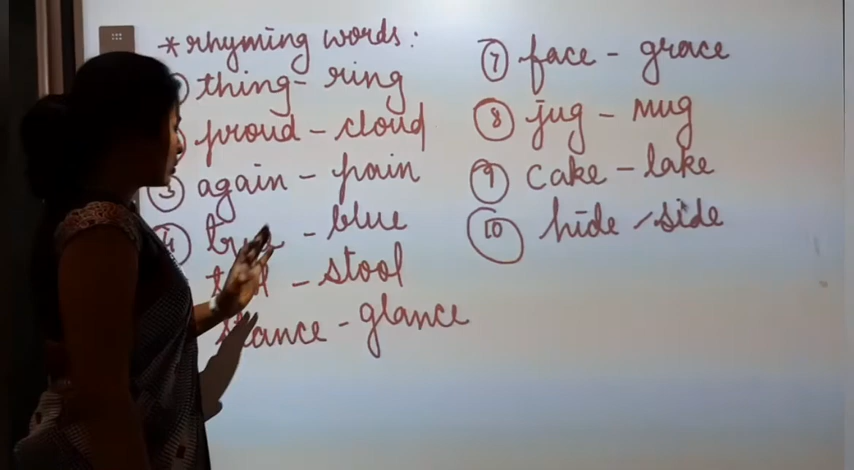 * rhyming words :
thing - ring
proud - cloud
③ again - pain
④ - blue
- stool
stance - glance
⑦ face - grace
⑧ jug - mug
⑨ cake - lake
⑩ hide - side